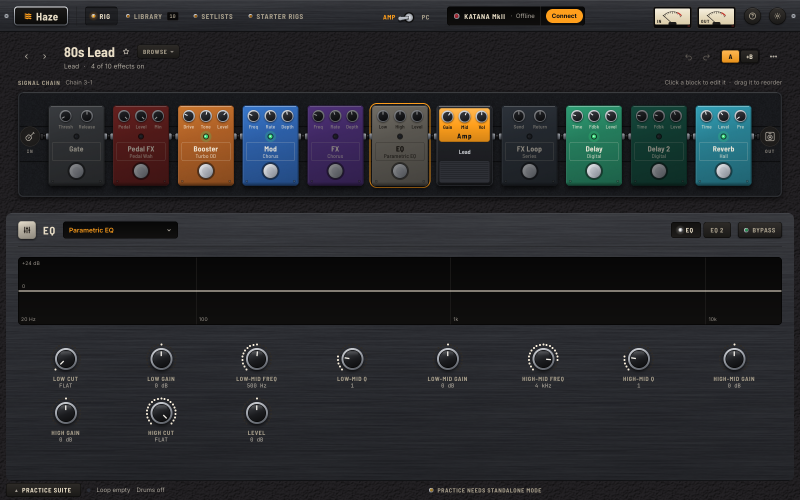 Haze
RIG
LIBRARY 10
SETLISTS
STARTER RIGS
AMP PC
KATANA MkII · Offline
Connect
IN
OUT
80s Lead
BROWSE
Lead · 4 of 10 effects on
A
B
SIGNAL CHAIN Chain 3-1
Click a block to edit it · drag it to reorder
IN
Thresh Release
Gate
Pedal Level Min
Pedal FX
Pedal Wah
Drive Tone Level
Booster
Turbo OD
Freq Rate Depth
Mod
Chorus
Freq Rate Depth
FX
Chorus
Low High Level
EQ
Parametric EQ
Gain Mid Vol
Amp
Lead
Send Return
FX Loop
Series
Time Fdbk Level
Delay
Digital
Time Fdbk Level
Delay 2
Digital
Time Level Pre
Reverb
Hall
OUT
EQ
Parametric EQ
EQ
EQ 2
BYPASS
+24 dB
0
20 Hz
100
1k
10k
LOW CUT
FLAT
LOW GAIN
0 dB
LOW-MID FREQ
500 Hz
LOW-MID Q
1
LOW-MID GAIN
0 dB
HIGH-MID FREQ
4 kHz
HIGH-MID Q
1
HIGH-MID GAIN
0 dB
HIGH GAIN
0 dB
HIGH CUT
FLAT
LEVEL
0 dB
PRACTICE SUITE
Loop empty · Drums off
PRACTICE NEEDS STANDALONE MODE